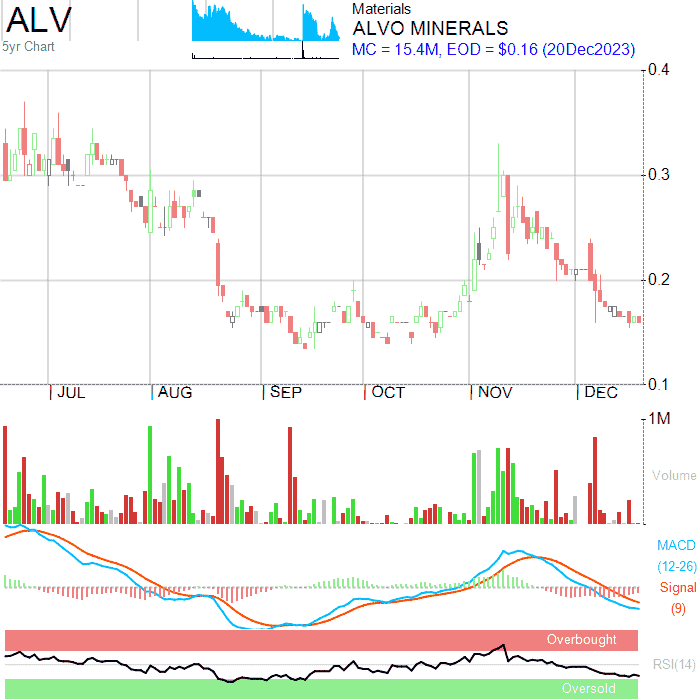 ALV
5yr Chart
Materials
ALVO MINERALS
MC = 15.4M, EOD = $0.16 (20Dec2023)
0.4
0.3
0.2
0.1
JUL AUG SEP OCT NOV DEC
1M
Volume
MACD
(12-26)
Signal
(9)
Overbought
RSI(14)
Oversold